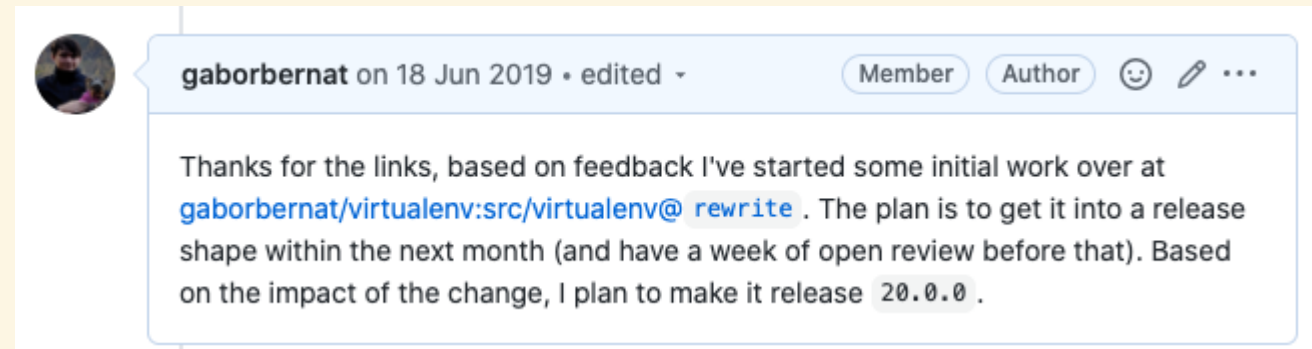 gaborbernat on 18 Jun 2019 • edited Member Author
Thanks for the links, based on feedback I've started some initial work over at
gaborbernat/virtualenv:src/virtualenv@ rewrite . The plan is to get it into a release
shape within the next month (and have a week of open review before that). Based
on the impact of the change, I plan to make it release 20.0.0 .